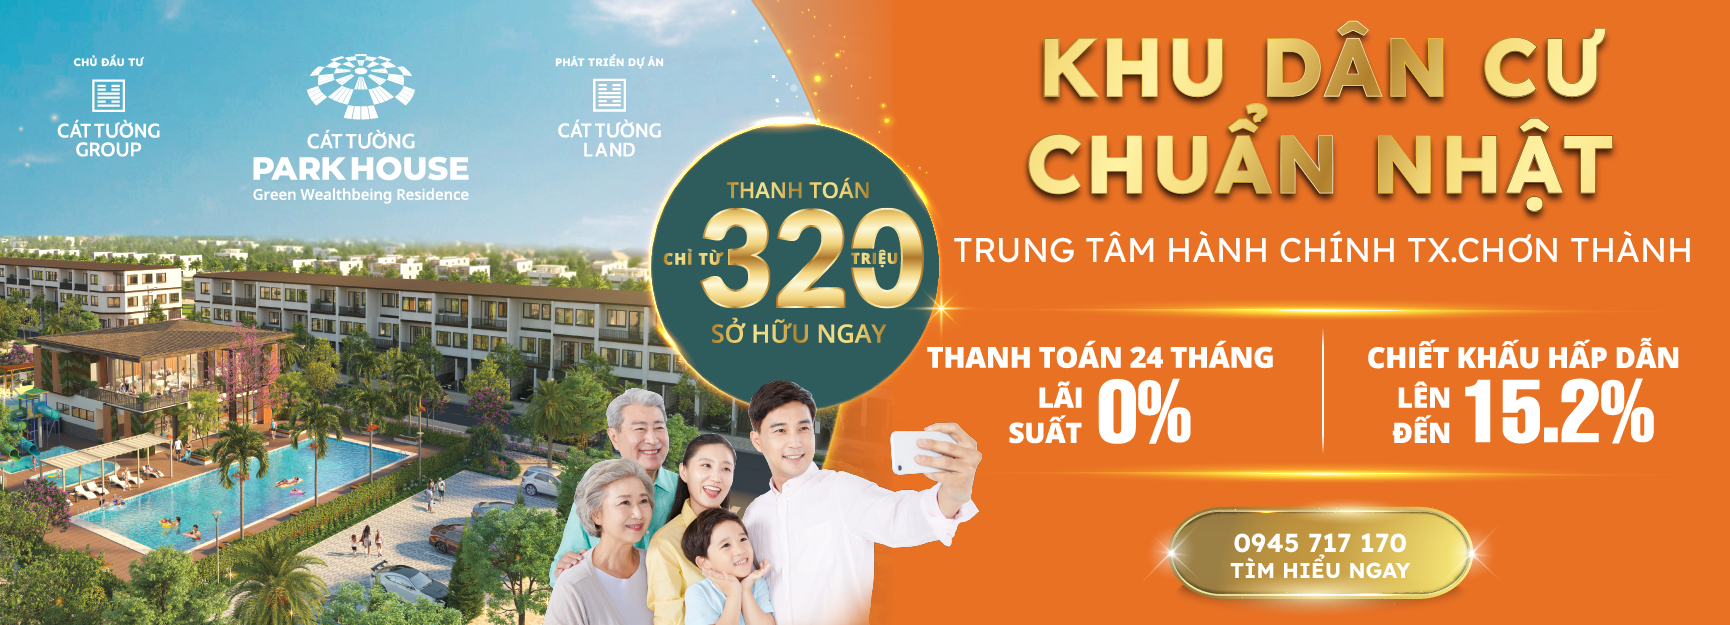 CHỦ ĐẦU TƯ
CÁT TƯỜNG
GROUP
CÁT TƯỜNG
PARK HOUSE
Green Wealthbeing Residence
PHÁT TRIỂN DỰ ÁN
CÁT TƯỜNG
LAND
THANH TOÁN
CHỈ TỪ 320 TRIỆU
SỞ HỮU NGAY
KHU DÂN CƯ
CHUẨN NHẬT
TRUNG TÂM HÀNH CHÍNH TX.CHƠN THÀNH
THANH TOÁN 24 THÁNG
LÃI SUẤT 0%
CHIẾT KHẤU HẤP DẪN
LÊN ĐẾN 15.2%
0945 717 170
TÌM HIỂU NGAY